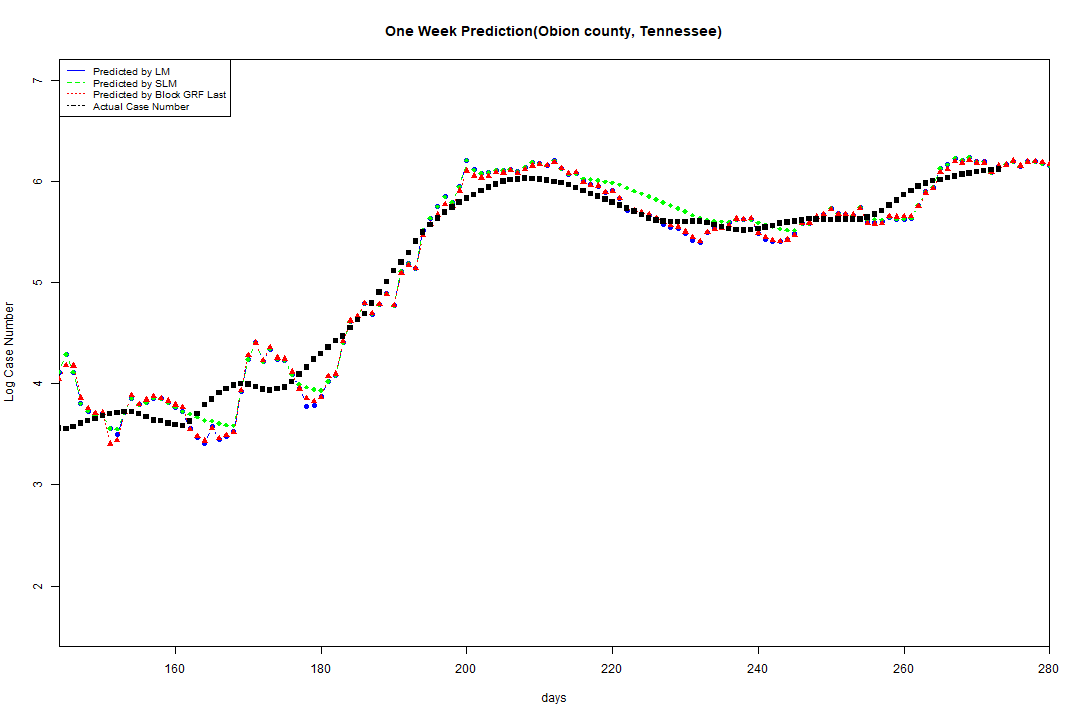 One Week Prediction(Obion county, Tennessee)
Predicted by LM
Predicted by SLM
Predicted by Block GRF Last
Actual Case Number
7
6
5
4
3
2
Log Case Number
160 180 200 220 240 260 280
days